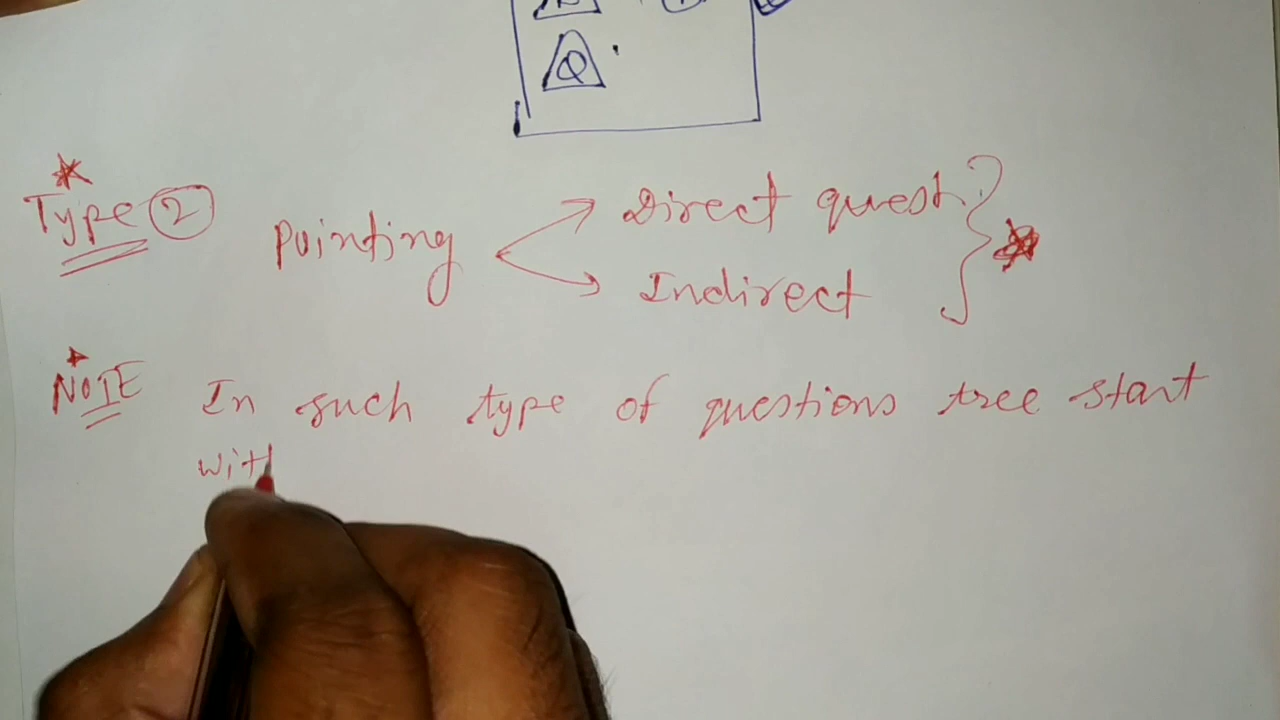 Q
Type 2 Pointing Direct quest.
Indirect
NOTE In such type of questions tree start
with